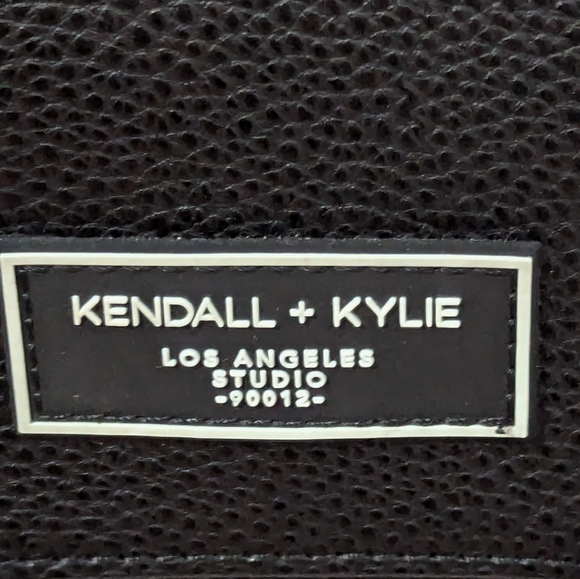 KENDALL + KYLIE
LOS ANGELES
STUDIO
-90012-